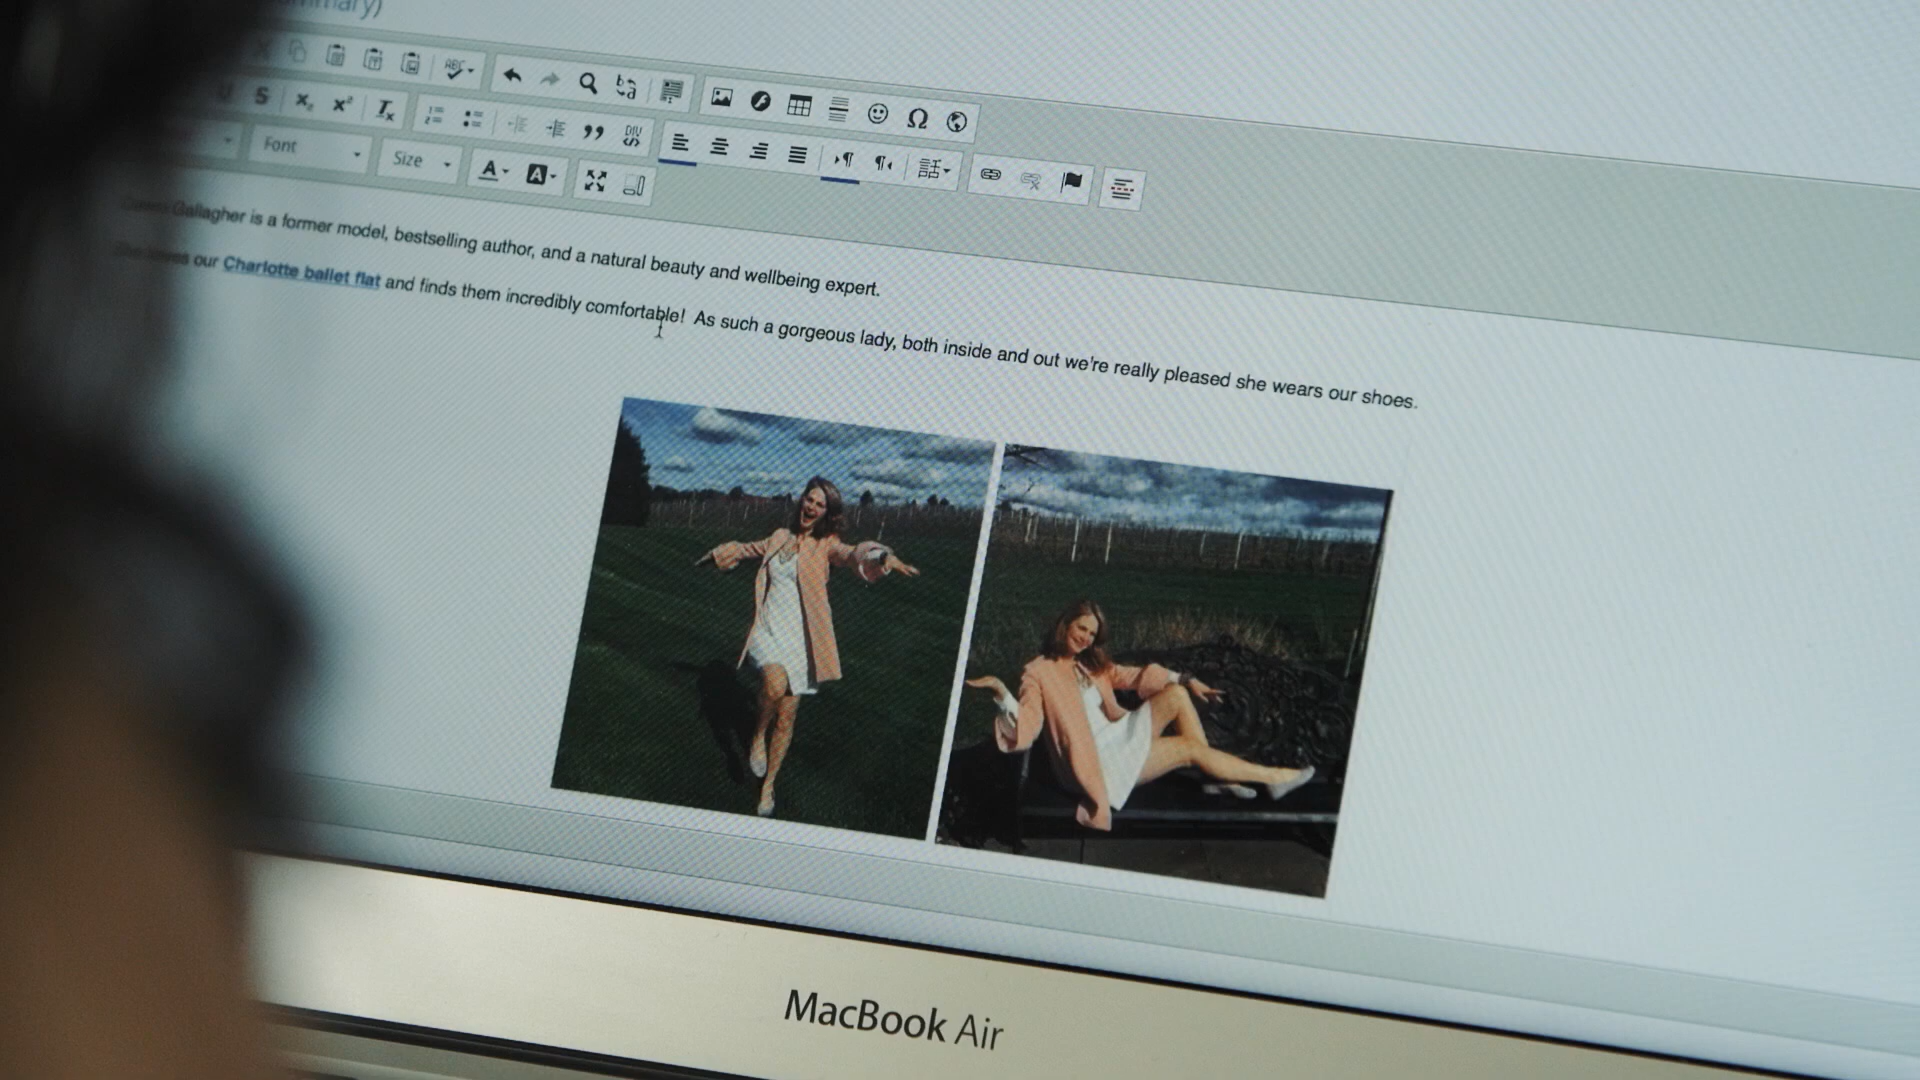 mmary)
ABC
Font
Size
Gallagher is a former model, bestselling author, and a natural beauty and wellbeing expert.
our Charlotte ballet flat and finds them incredibly comfortable! As such a gorgeous lady, both inside and out we're really pleased she wears our shoes.
MacBook Air